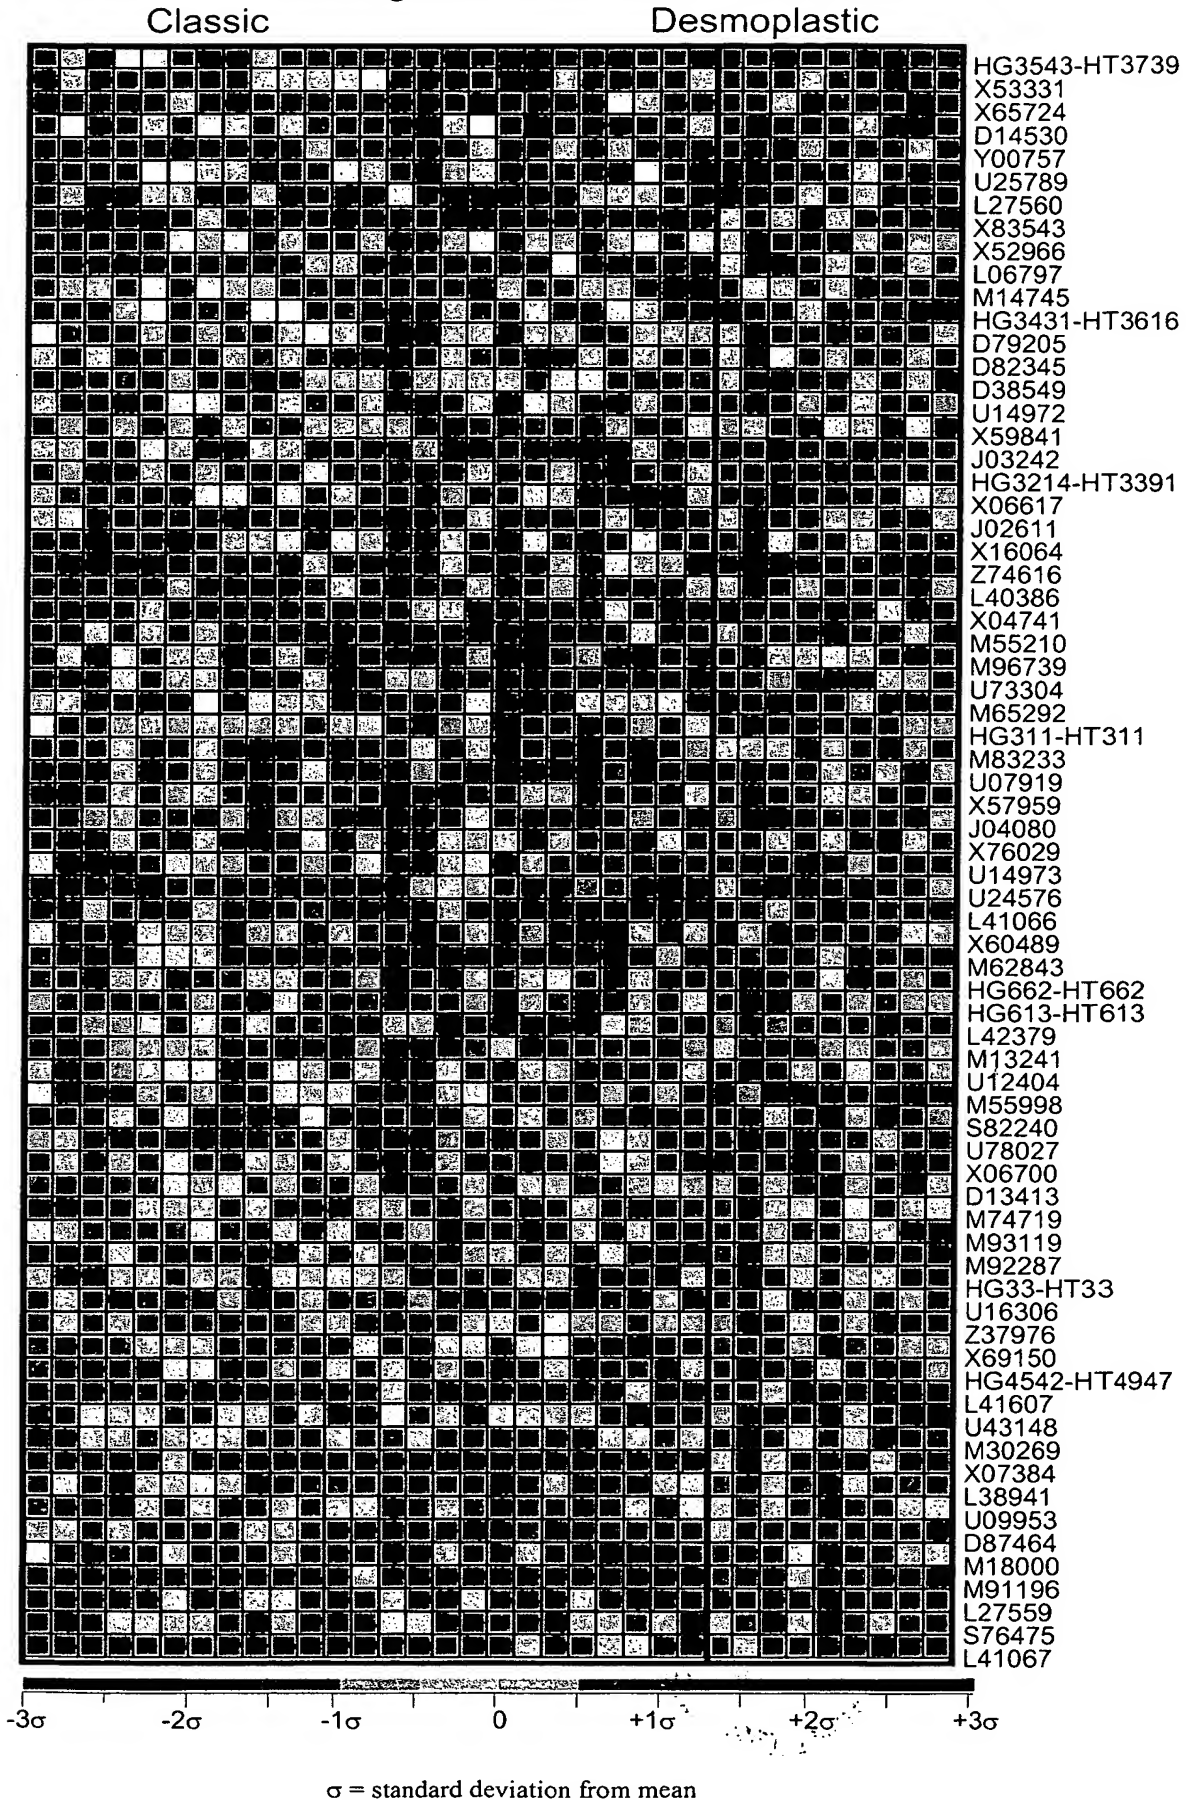 Classic Desmoplastic
HG3543-HT3739
X53331
X65724
D14530
Y00757
U25789
L27560
X83543
X52966
L06797
M14745
HG3431-HT3616
D79205
D82345
D38549
U14972
X59841
J03242
HG3214-HT3391
X06617
J02611
X16064
Z74616
L40386
X04741
M55210
M96739
U73304
M65292
HG311-HT311
M83233
U07919
X57959
J04080
X76029
U14973
U24576
L41066
X60489
M62843
HG662-HT662
HG613-HT613
L42379
M13241
U12404
M55998
S82240
U78027
X06700
D13413
M74719
M93119
M92287
HG33-HT33
U16306
Z37976
X69150
HG4542-HT4947
L41607
U43148
M30269
X07384
L38941
U09953
D87464
M18000
M91196
L27559
S76475
L41067
-3σ -2σ -1σ 0 +1σ +2σ +3σ
σ = standard deviation from mean